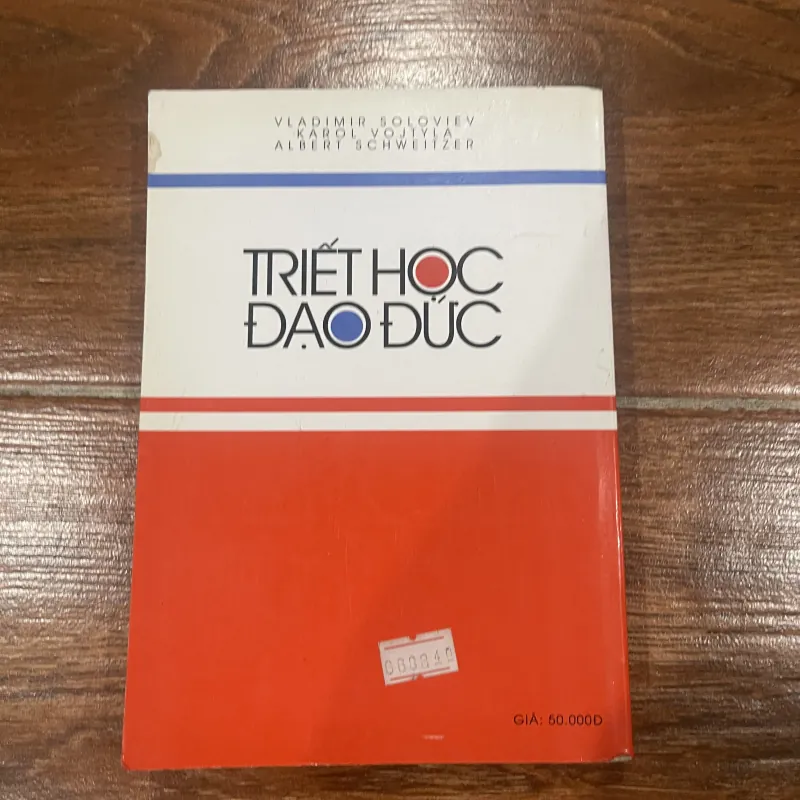 VLADIMIR SOLOVIEV
KAROL VOJTYLA
ALBERT SCHWEITZER
TRIẾT HỌC
ĐẠO ĐỨC
GIÁ: 50.000Đ